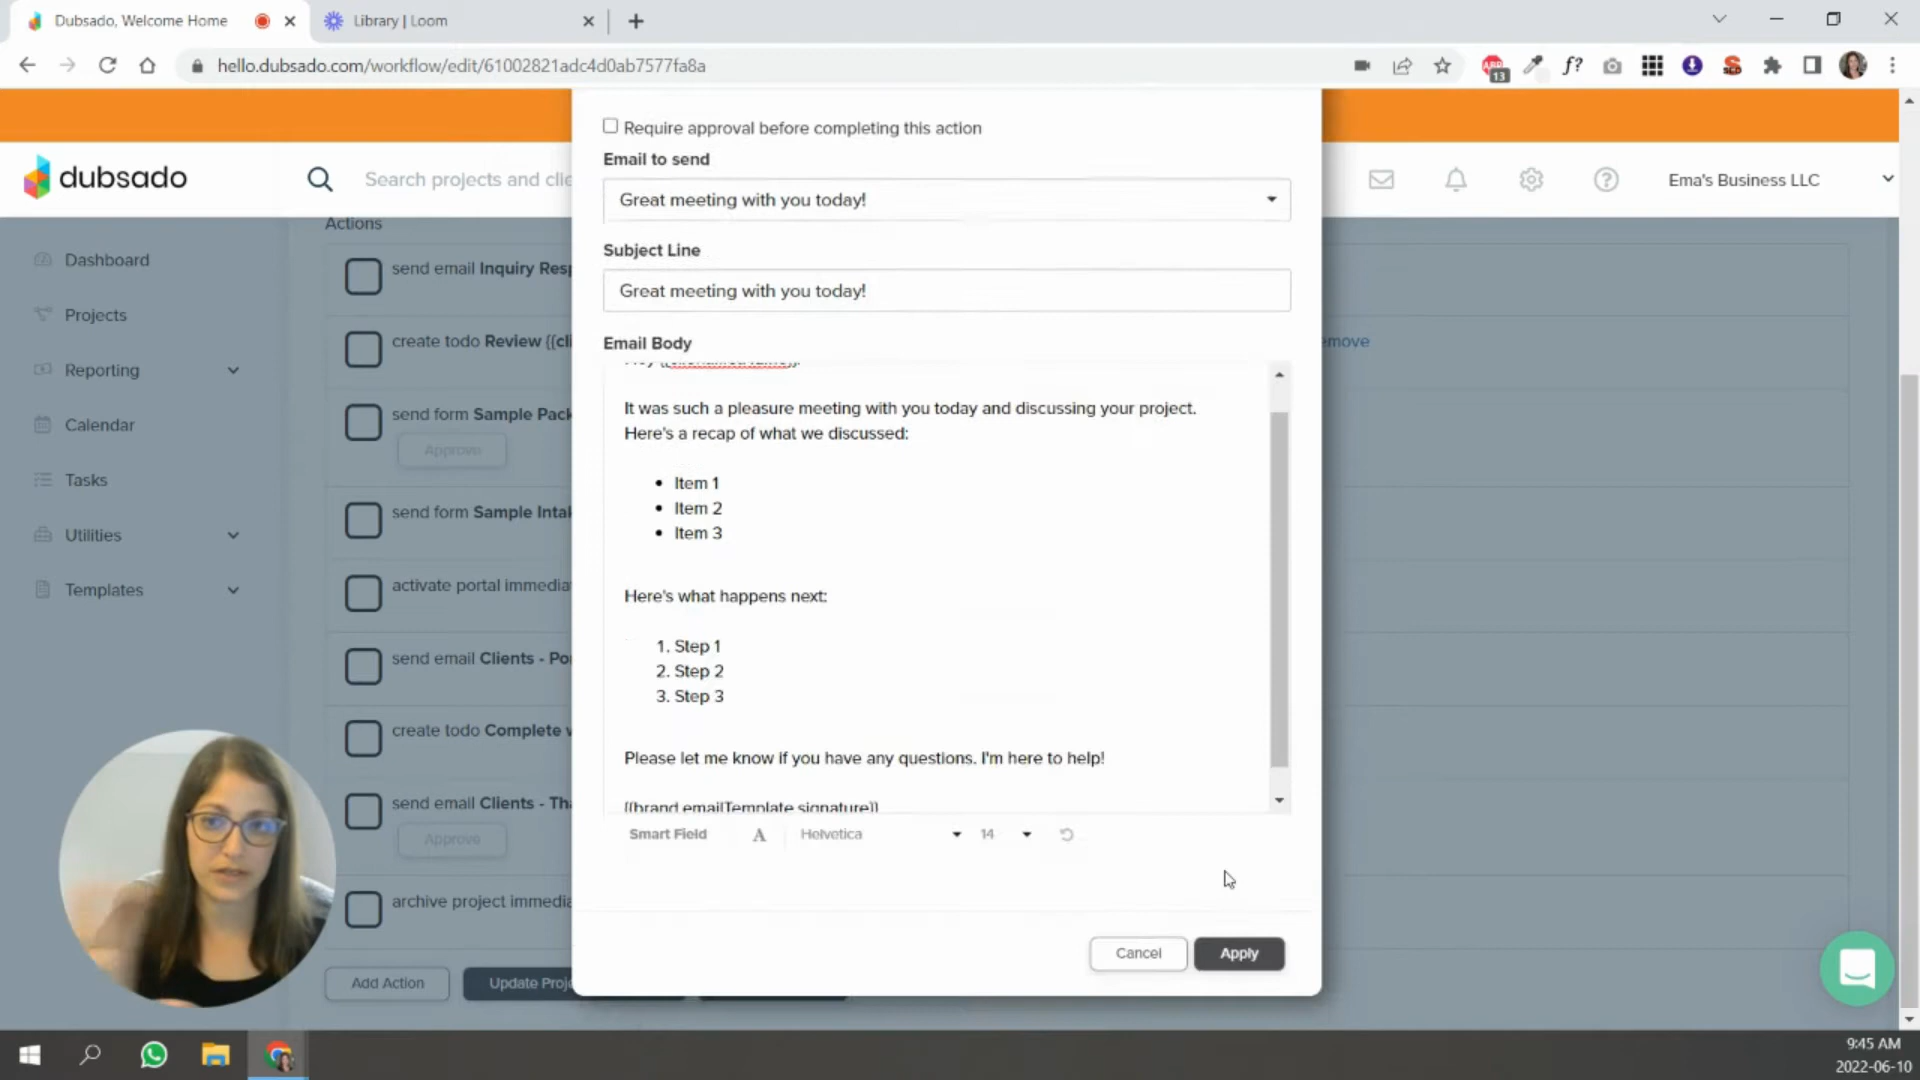 Dubsado, Welcome Home
Library | Loom
hello.dubsado.com/workflow/edit/61002821adc4d0ab7577fa8a
13
f?
dubsado
Search projects and clie
Ema's Business LLC
Dashboard
Projects
Reporting
Calendar
Tasks
Utilities
Templates
Actions
send email Inquiry Resp
create todo Review {{cli
emove
send form Sample Pack
Approve
send form Sample Intak
activate portal immedia
send email Clients - Po
create todo Complete
send email Clients - Tha
Approve
archive project immedia
Add Action
Update Proje
Require approval before completing this action
Email to send
Great meeting with you today!
Subject Line
Great meeting with you today!
Email Body
It was such a pleasure meeting with you today and discussing your project.
Here's a recap of what we discussed:
• Item 1
• Item 2
• Item 3
Here's what happens next:
1. Step 1
2. Step 2
3. Step 3
Please let me know if you have any questions. I'm here to help!
{{brand.emailTemplate.signature}}
Smart Field
A
Helvetica
14
Cancel
Apply
9:45 AM
2022-06-10